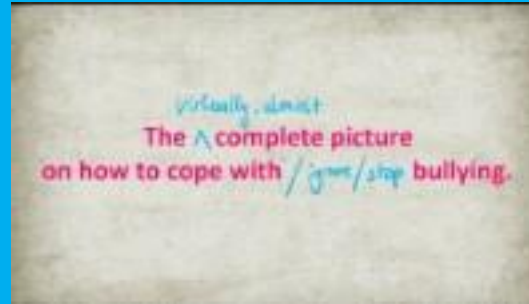 virtually, almost
The ^ complete picture
on how to cope with / ignore/stop bullying.